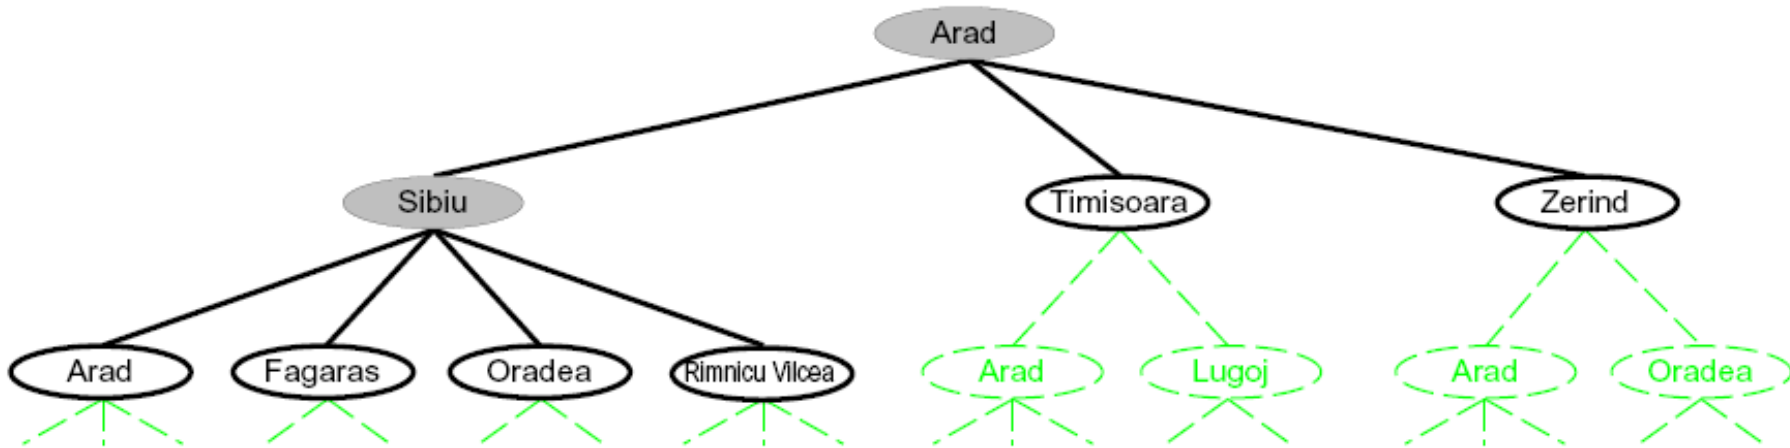 Arad
Sibiu
Timisoara
Zerind
Arad
Fagaras
Oradea
Rimnicu Vilcea
Arad
Lugoj
Arad
Oradea